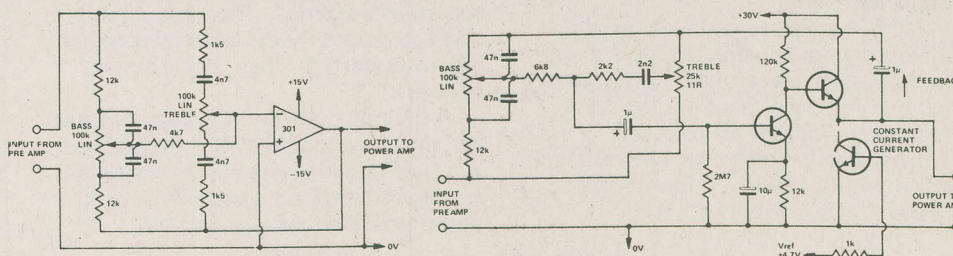 1k5
4n7
12k
100k
LIN
TREBLE
+15V
BASS
100k
LIN
47n
4k7
47n
301
−
+
INPUT FROM
PRE AMP
OUTPUT TO
POWER AMP
−15V
4n7
1k5
12k
0V
+30V
47n
BASS
100k
LIN
6k8
2k2
2n2
TREBLE
25k
11R
120k
+
1µ
FEEDBACK
47n
1µ
+
CONSTANT
CURRENT
GENERATOR
12k
2M7
10µ
12k
INPUT
FROM
PREAMP
OUTPUT T
POWER A
0V
Vref
+4.7V
1k